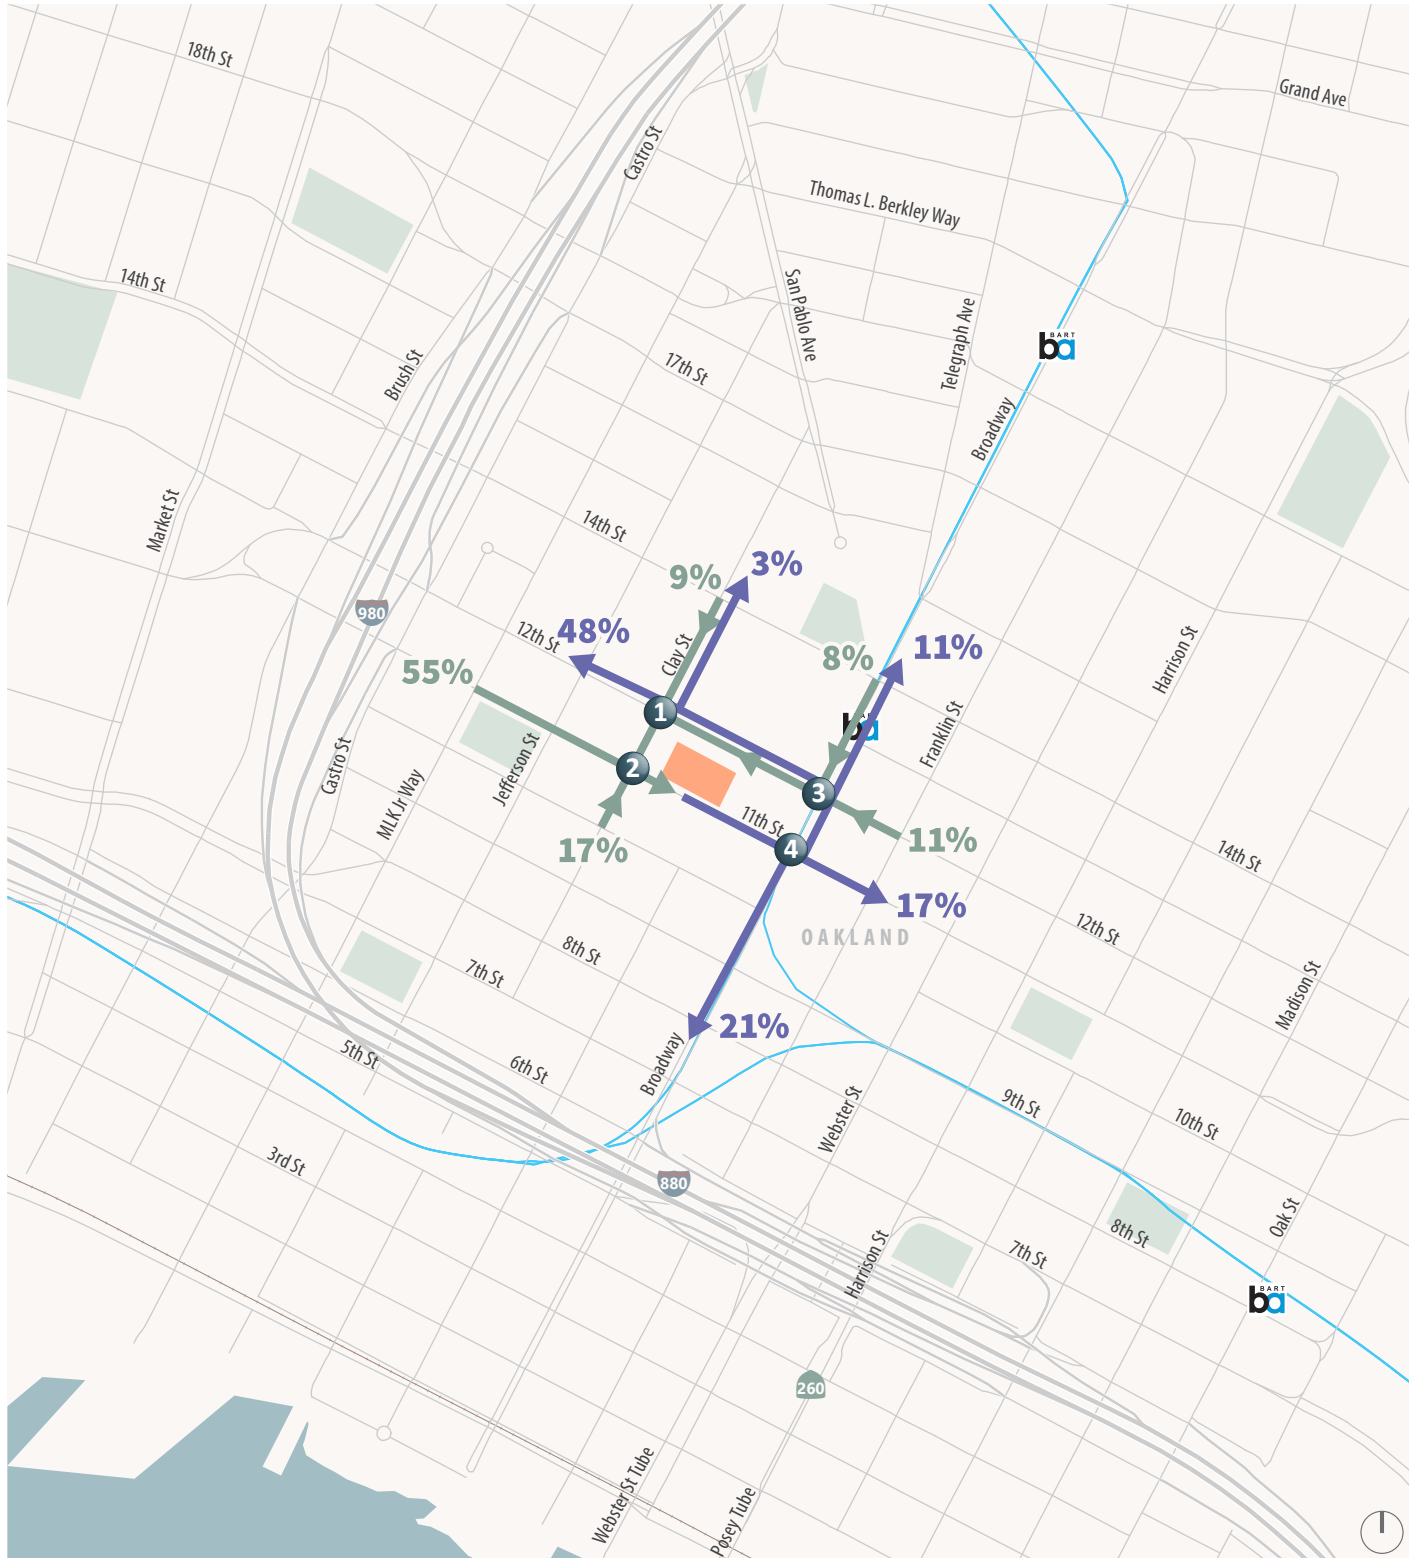 18th St
Grand Ave
Castro St
Thomas L. Berkley Way
14th St
San Pablo Ave
Telegraph Ave
BART
ba
17th St
Brush St
Broadway
Market St
14th St
3%
9%
980
12th St
48%
Clay St
8%
11%
Harrison St
55%
1
ba
Franklin St
Castro St
Jefferson St
2
MLK Jr Way
3
11th St
17%
4
11%
14th St
17%
OAKLAND
12th St
8th St
7th St
Madison St
21%
5th St
6th St
Broadway
9th St
Webster St
10th St
3rd St
880
Oak St
8th St
7th St
Harrison St
BART
ba
260
Webster St Tube
Posey Tube